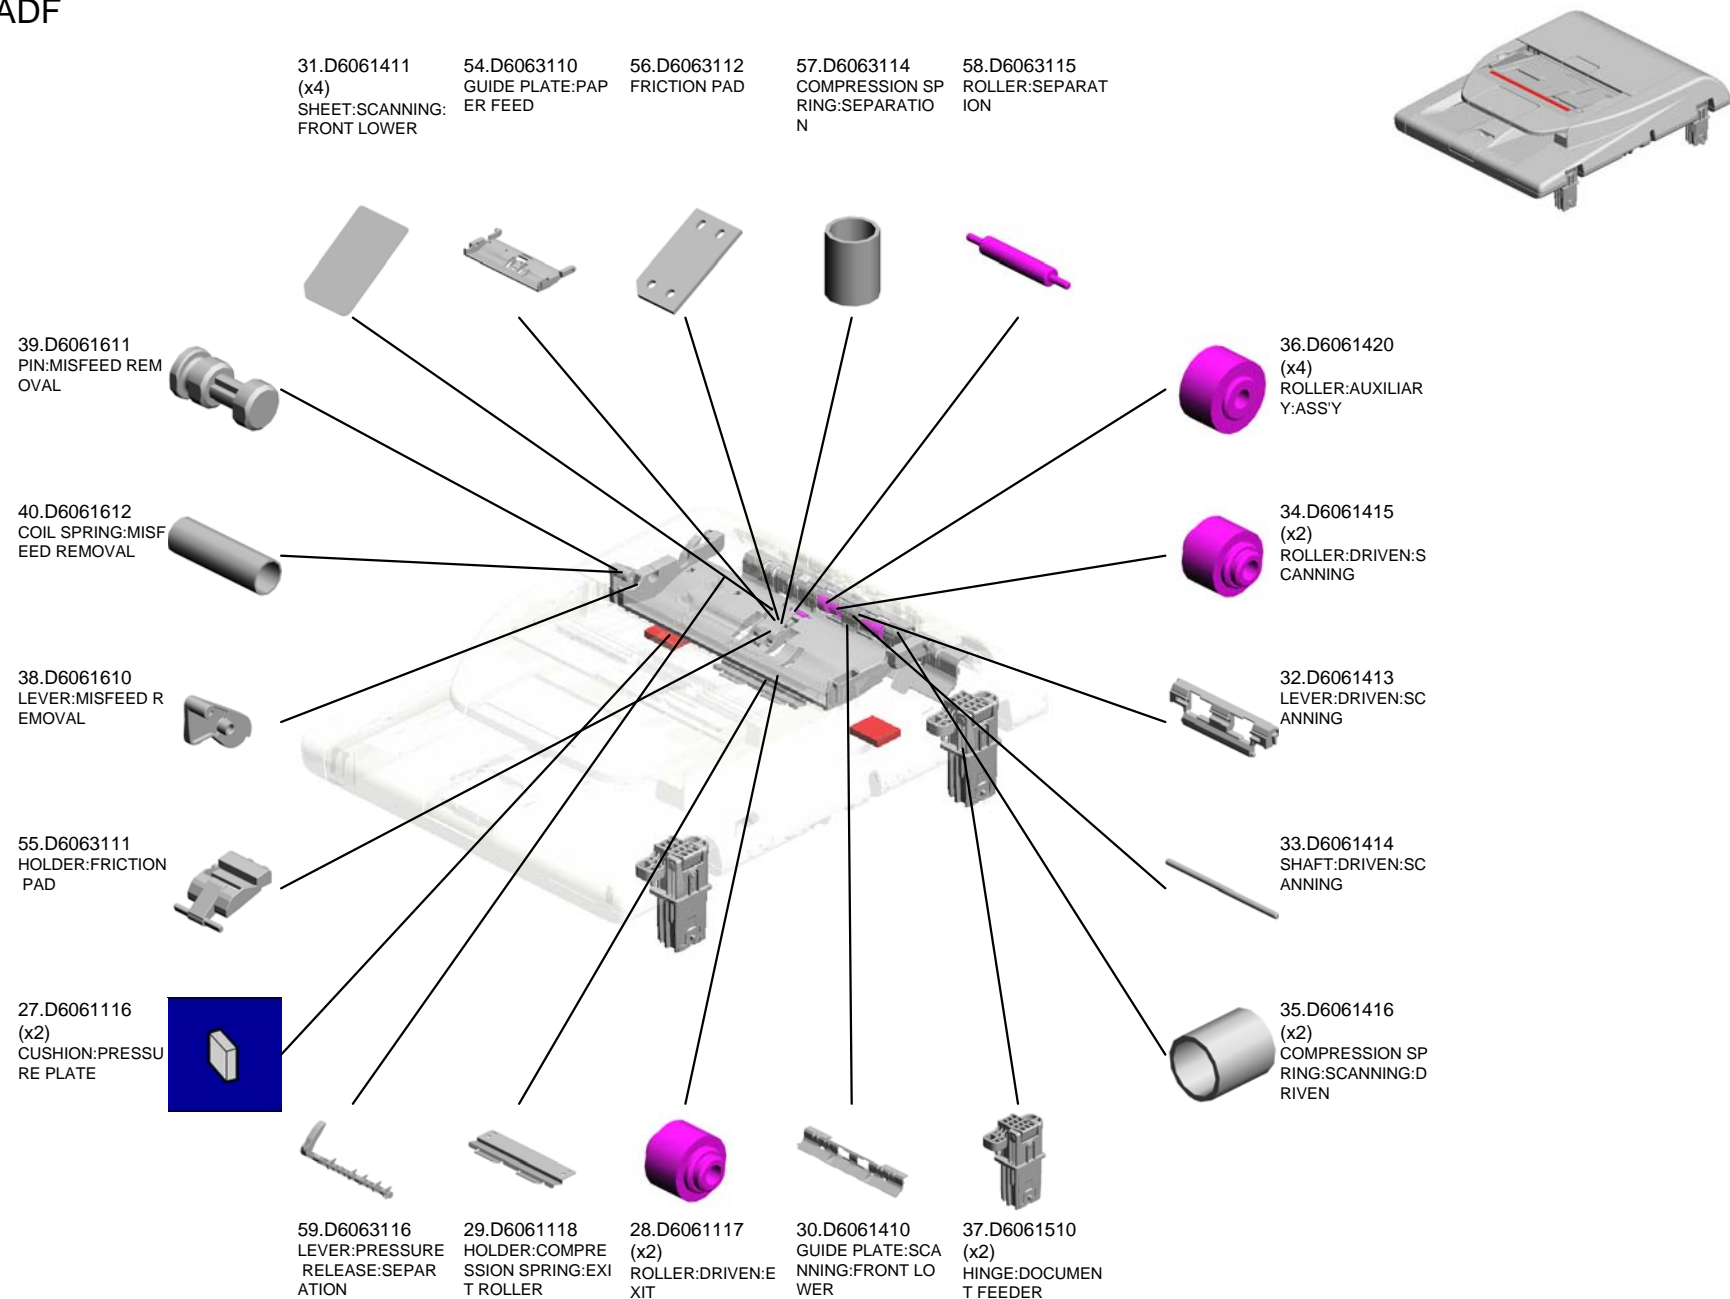 ADF
31.D6061411
(x4)
SHEET:SCANNING:
FRONT LOWER
54.D6063110
GUIDE PLATE:PAP
ER FEED
56.D6063112
FRICTION PAD
57.D6063114
COMPRESSION SP
RING:SEPARATIO
N
58.D6063115
ROLLER:SEPARAT
ION
39.D6061611
PIN:MISFEED REM
OVAL
36.D6061420
(x4)
ROLLER:AUXILIAR
Y:ASS'Y
40.D6061612
COIL SPRING:MISF
EED REMOVAL
34.D6061415
(x2)
ROLLER:DRIVEN:S
CANNING
38.D6061610
LEVER:MISFEED R
EMOVAL
32.D6061413
LEVER:DRIVEN:SC
ANNING
55.D6063111
HOLDER:FRICTION
PAD
33.D6061414
SHAFT:DRIVEN:SC
ANNING
27.D6061116
(x2)
CUSHION:PRESSU
RE PLATE
35.D6061416
(x2)
COMPRESSION SP
RING:SCANNING:D
RIVEN
59.D6063116
LEVER:PRESSURE
RELEASE:SEPAR
ATION
29.D6061118
HOLDER:COMPRE
SSION SPRING:EXI
T ROLLER
28.D6061117
(x2)
ROLLER:DRIVEN:E
XIT
30.D6061410
GUIDE PLATE:SCA
NNING:FRONT LO
WER
37.D6061510
(x2)
HINGE:DOCUMEN
T FEEDER